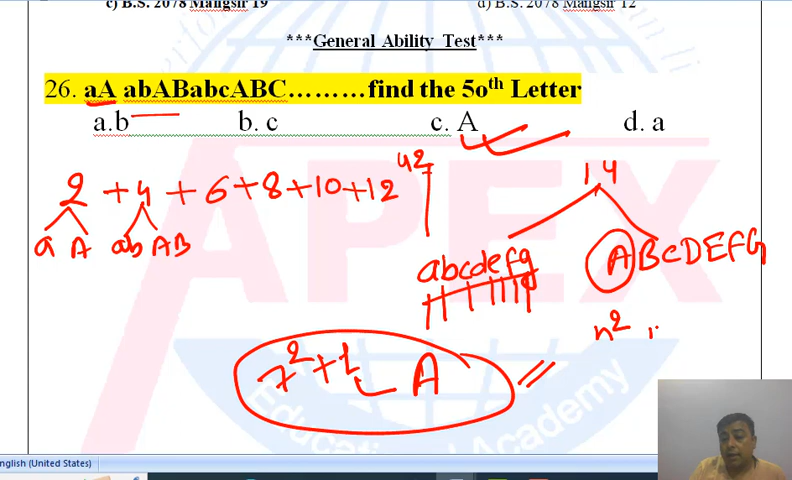 c) B.S. 2078 Mangsir 19 d) B.S. 2078 Mangsir 12
***General Ability Test***
26. aA abABabcABC………find the 5oth Letter
a.b b. c c. A d. a
2 + 4 + 6 + 8 + 10 + 12 42 14
a A ab AB abcdefg ABCDEFG
n2
72 + 1 A =
APEX
Educational Academy
English (United States)